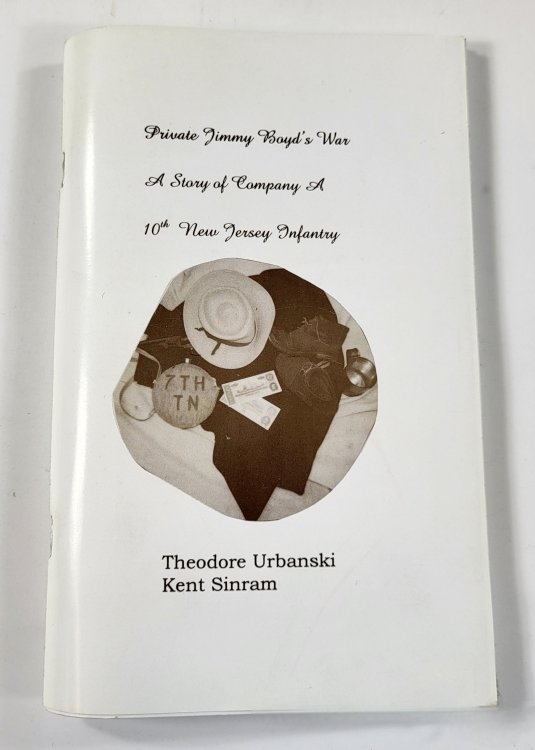 Private Jimmy Boyd's War
A Story of Company A
10th New Jersey Infantry
7TH
TN
Theodore Urbanski
Kent Sinram